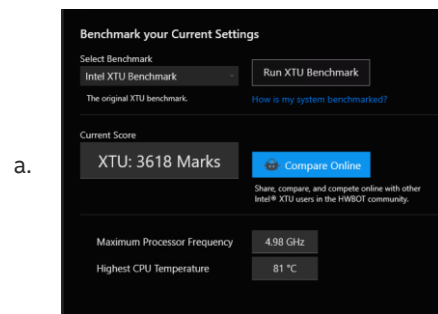 Benchmark your Current Settings
Select Benchmark
Intel XTU Benchmark
Run XTU Benchmark
The original XTU benchmark.
How is my system benchmarked?
Current Score
a.
XTU: 3618 Marks
Compare Online
Share, compare, and compete online with other
Intel® XTU users in the HWBOT community.
Maximum Processor Frequency
4.98 GHz
Highest CPU Temperature
81 °C